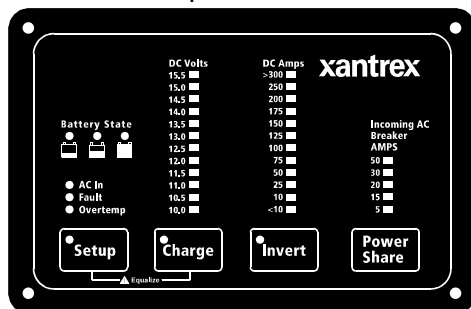 xantrex
DC Volts
15.5
15.0
14.5
14.0
13.5
13.0
12.5
12.0
11.5
11.0
10.5
10.0
DC Amps
>300
250
200
175
150
125
100
75
50
25
10
<10
Battery State
AC In
Fault
Overtemp
Incoming AC
Breaker
AMPS
50
30
20
15
5
Setup
Charge
Invert
Power
Share
Equalize